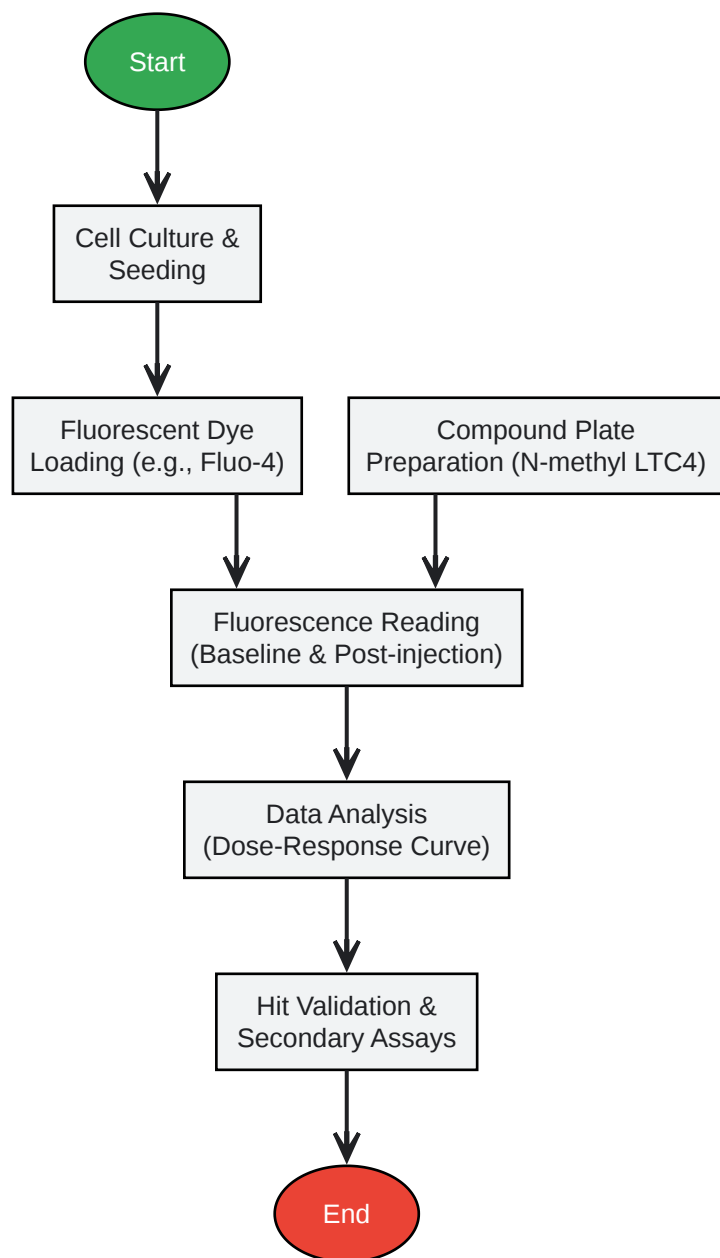 Start
Cell Culture &
Seeding
Fluorescent Dye
Loading (e.g., Fluo-4)
Compound Plate
Preparation (N-methyl LTC4)
Fluorescence Reading
(Baseline & Post-injection)
Data Analysis
(Dose-Response Curve)
Hit Validation &
Secondary Assays
End